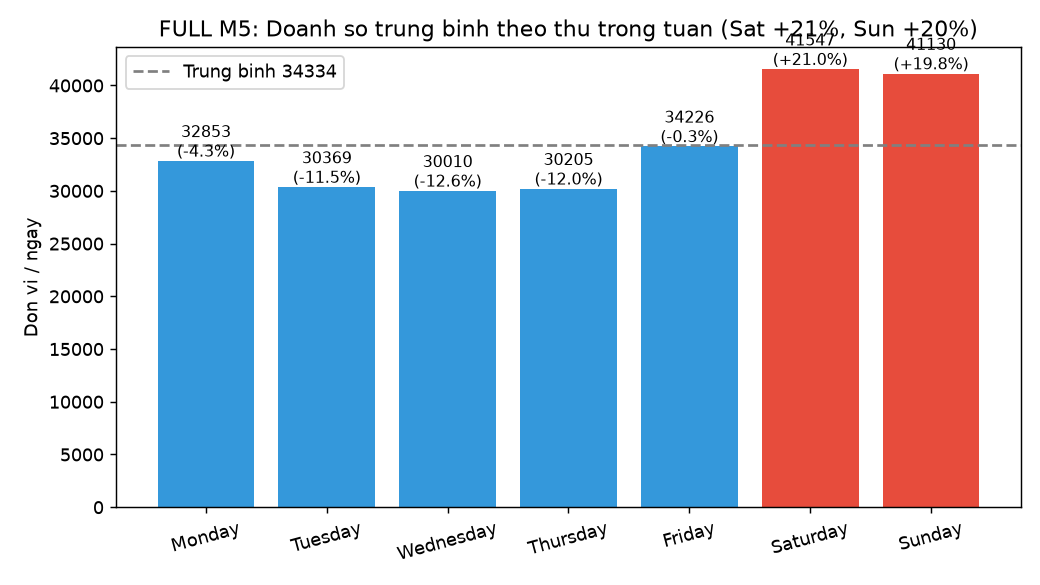 FULL M5: Doanh so trung binh theo thu trong tuan (Sat +21%, Sun +20%)
Trung binh 34334
Don vi / ngay
40000
35000
30000
25000
20000
15000
10000
5000
0
32853
(-4.3%)
30369
(-11.5%)
30010
(-12.6%)
30205
(-12.0%)
34226
(-0.3%)
41547
(+21.0%)
41130
(+19.8%)
Monday
Tuesday
Wednesday
Thursday
Friday
Saturday
Sunday